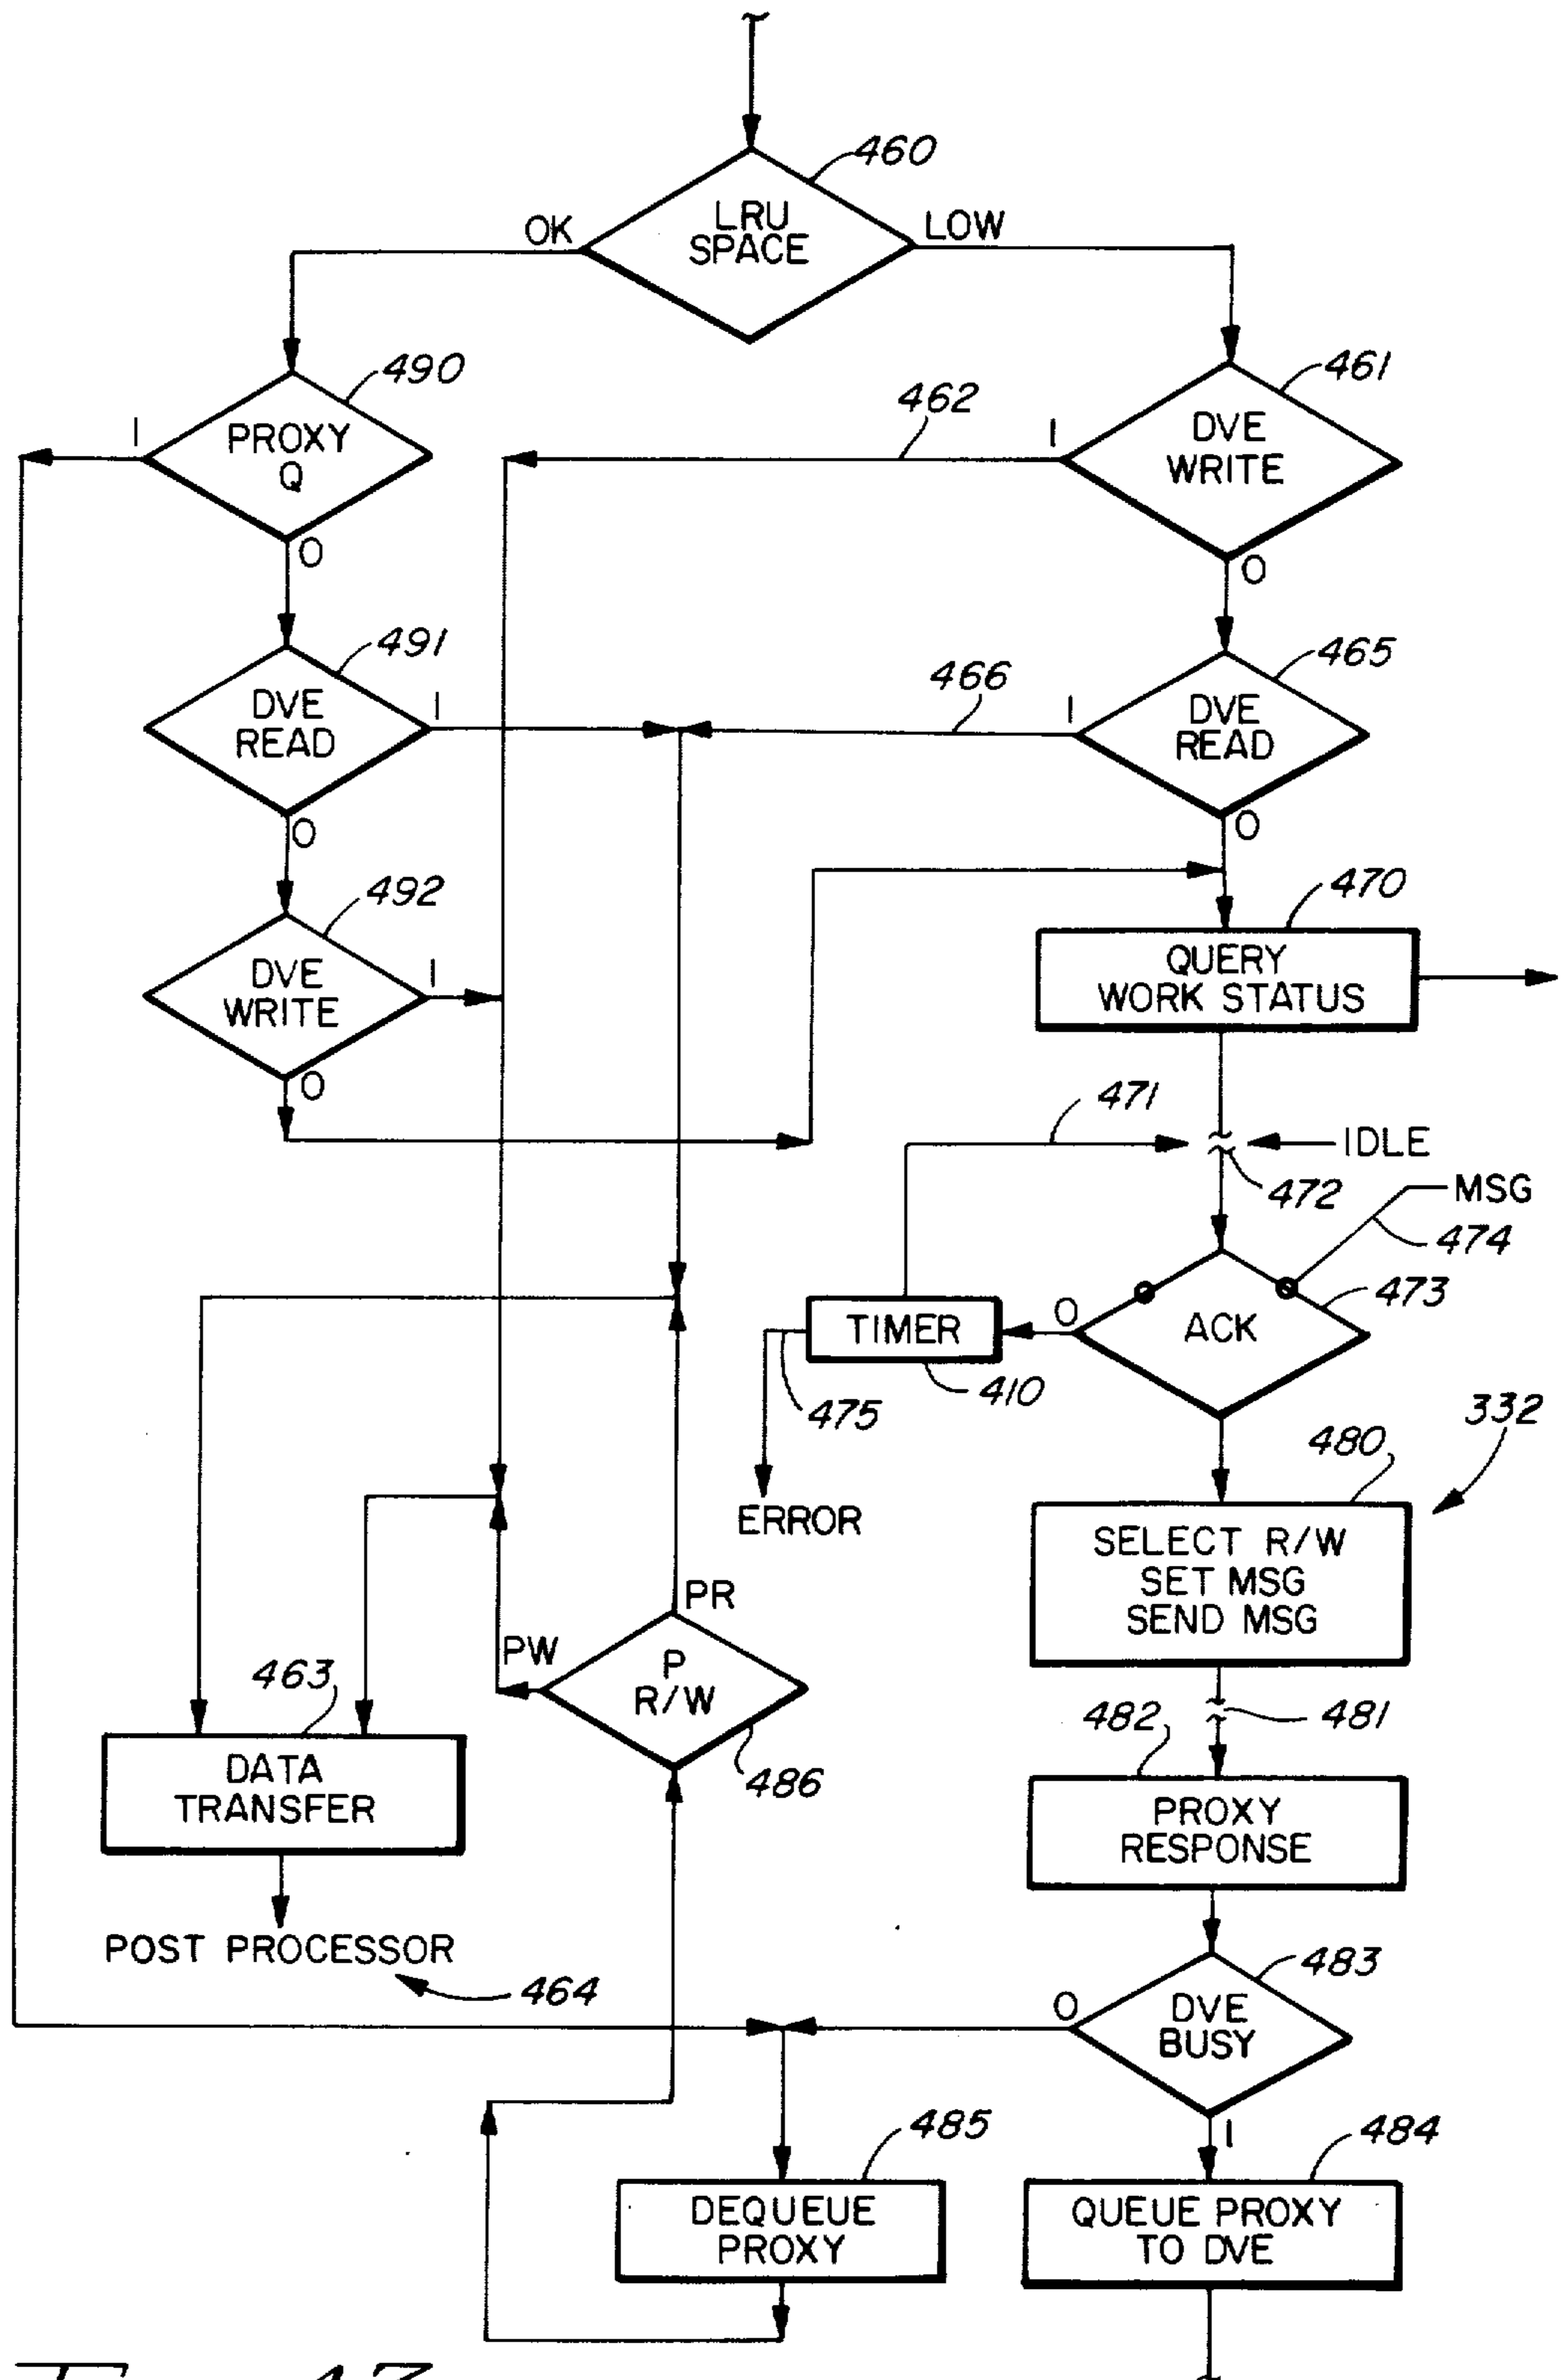 460
LRU
SPACE
OK
LOW
490
461
462
1
PROXY
Q
1
DVE
WRITE
0
0
491
465
466
DVE
READ
1
1
DVE
READ
0
0
492
470
DVE
WRITE
1
QUERY
WORK STATUS
0
471
IDLE
472
MSG
474
473
0
ACK
TIMER
410
475
332
480
ERROR
SELECT R/W
SET MSG
SEND MSG
PR
PW
P
R/W
463
482
481
486
DATA
TRANSFER
PROXY
RESPONSE
POST PROCESSOR
464
483
0
DVE
BUSY
485
1
484
DEQUEUE
PROXY
QUEUE PROXY
TO DVE